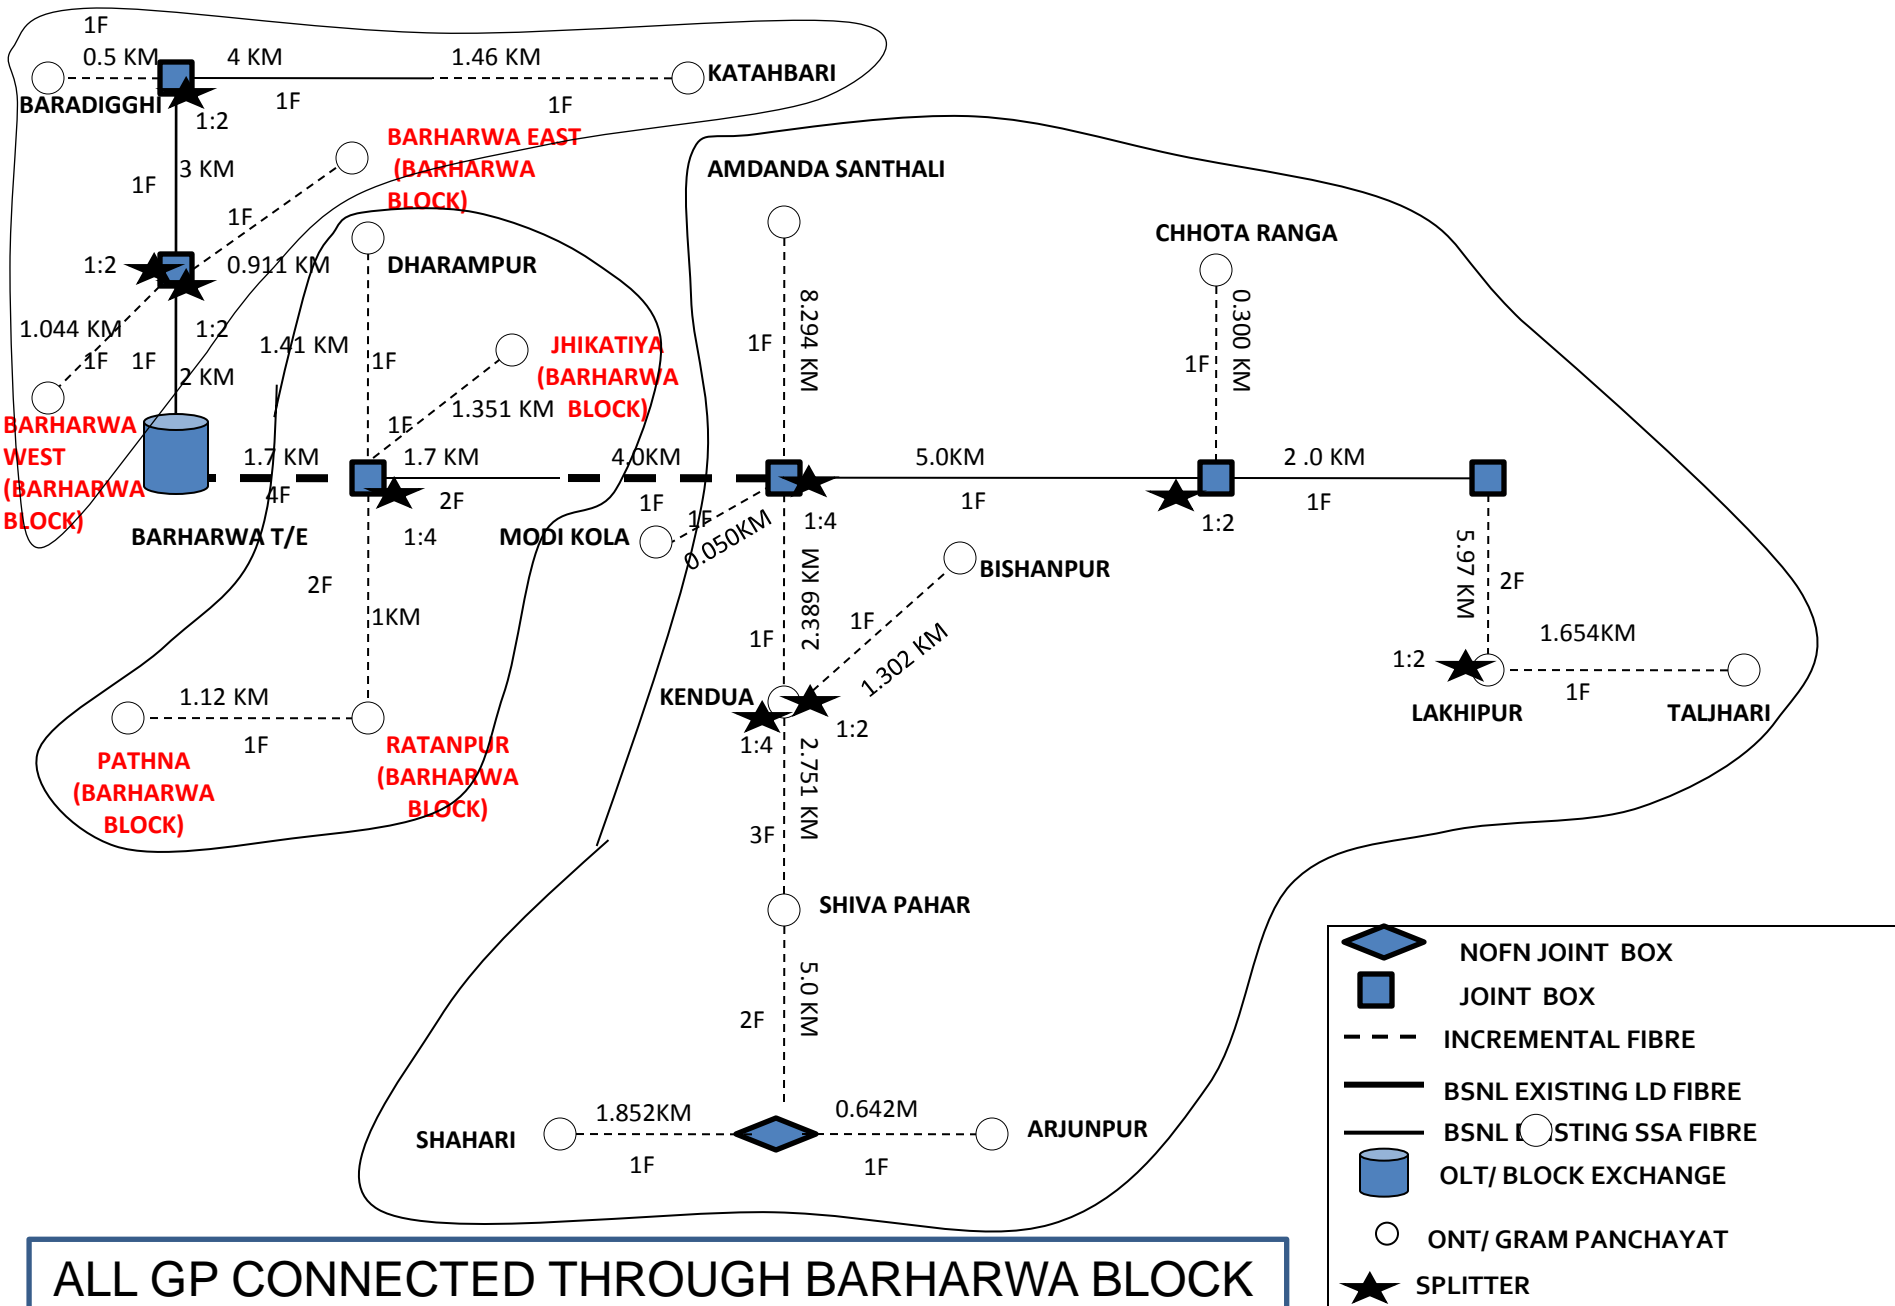 1F
0.5 KM
4 KM
1.46 KM
KATAHBARI
BARADIGGHI
1F
1F
1:2
BARHARWA EAST
(BARHARWA
BLOCK)
3 KM
1F
1F
AMDANDA SANTHALI
CHHOTA RANGA
1:2
0.911 KM
DHARAMPUR
1.044 KM
1:2
1.41 KM
1F
1F
1F
2 KM
JHIKATIYA
(BARHARWA
BLOCK)
1F
1.351 KM
1F
8.294 KM
1F
0.300 KM
BARHARWA
WEST
(BARHARWA
BLOCK)
1.7 KM
4F
1.7 KM
2F
4.0KM
1F
5.0KM
1F
2 .0 KM
1F
BARHARWA T/E
1:4
MODI KOLA
1F
0.050KM
1:4
1:2
2.389 KM
BISHANPUR
5.97 KM
2F
2F
1KM
1F
1F
1.302 KM
1.654KM
1:2
1F
KENDUA
LAKHIPUR
TALJHARI
1.12 KM
1F
1:4
1:2
PATHNA
(BARHARWA
BLOCK)
RATANPUR
(BARHARWA
BLOCK)
2.751 KM
3F
SHIVA PAHAR
5.0 KM
2F
1.852KM
0.642M
SHAHARI
ARJUNPUR
1F
1F
NOFN JOINT BOX
JOINT BOX
INCREMENTAL FIBRE
BSNL EXISTING LD FIBRE
BSNL EXISTING SSA FIBRE
OLT/ BLOCK EXCHANGE
ONT/ GRAM PANCHAYAT
SPLITTER
ALL GP CONNECTED THROUGH BARHARWA BLOCK